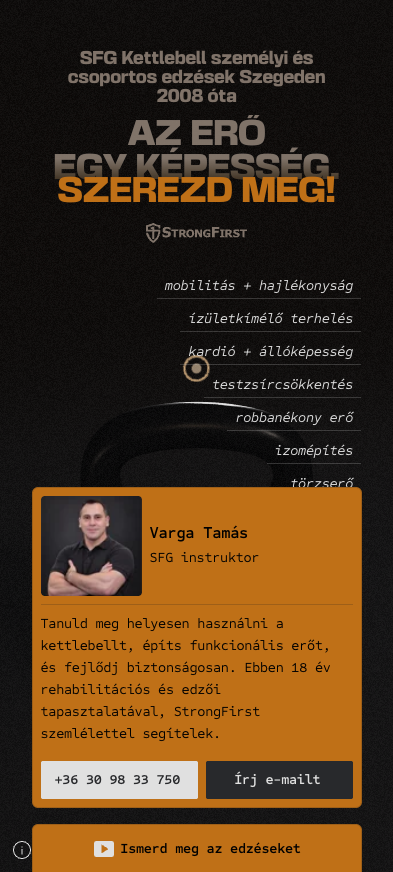 SFG Kettlebell személyi és
csoportos edzések Szegeden
2008 óta
AZ ERŐ
EGY KÉPESSÉG.
SZEREZD MEG!
STRONGFIRST
mobilitás + hajlékonyság
ízületkímélő terhelés
kardió + állóképesség
testzsírcsökkentés
robbanékony erő
izomépítés
törzserő
Varga Tamás
SFG instruktor
Tanuld meg helyesen használni a
kettlebellt, építs funkcionális erőt,
és fejlődj biztonságosan. Ebben 18 év
rehabilitációs és edzői
tapasztalatával, StrongFirst
szemlélettel segítelek.
+36 30 98 33 750
Írj e-mailt
Ismerd meg az edzéseket